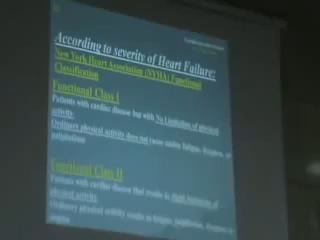 According to severity of Heart Failure:
New York Heart Association (NYHA) Functional
Classification
Functional Class I
Patients with cardiac disease but with No Limitation of physical
activity.
Ordinary physical activity does not cause undue fatigue, dyspnea, or
palpitations
Functional Class II
Patients with cardiac disease that results in slight limitation of
physical activity.
Ordinary physical activity results in fatigue, palpitation, dyspnea, or
angina